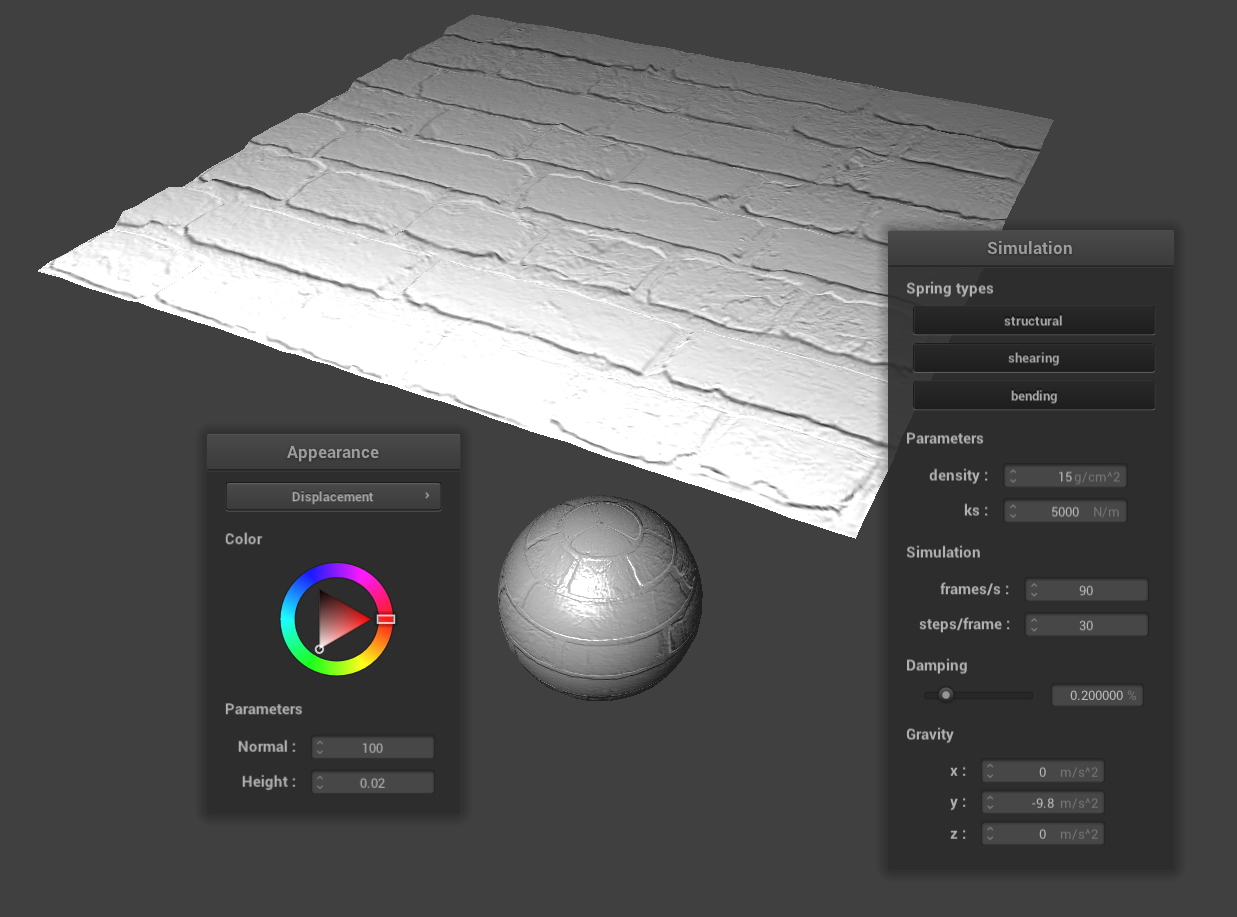 Simulation
Spring types
structural
shearing
bending
Parameters
density : 15 g/cm^2
ks : 5000 N/m
Simulation
frames/s : 90
steps/frame : 30
Damping
0.200000 %
Gravity
x : 0 m/s^2
y : -9.8 m/s^2
z : 0 m/s^2
Appearance
Displacement
Color
Parameters
Normal : 100
Height : 0.02